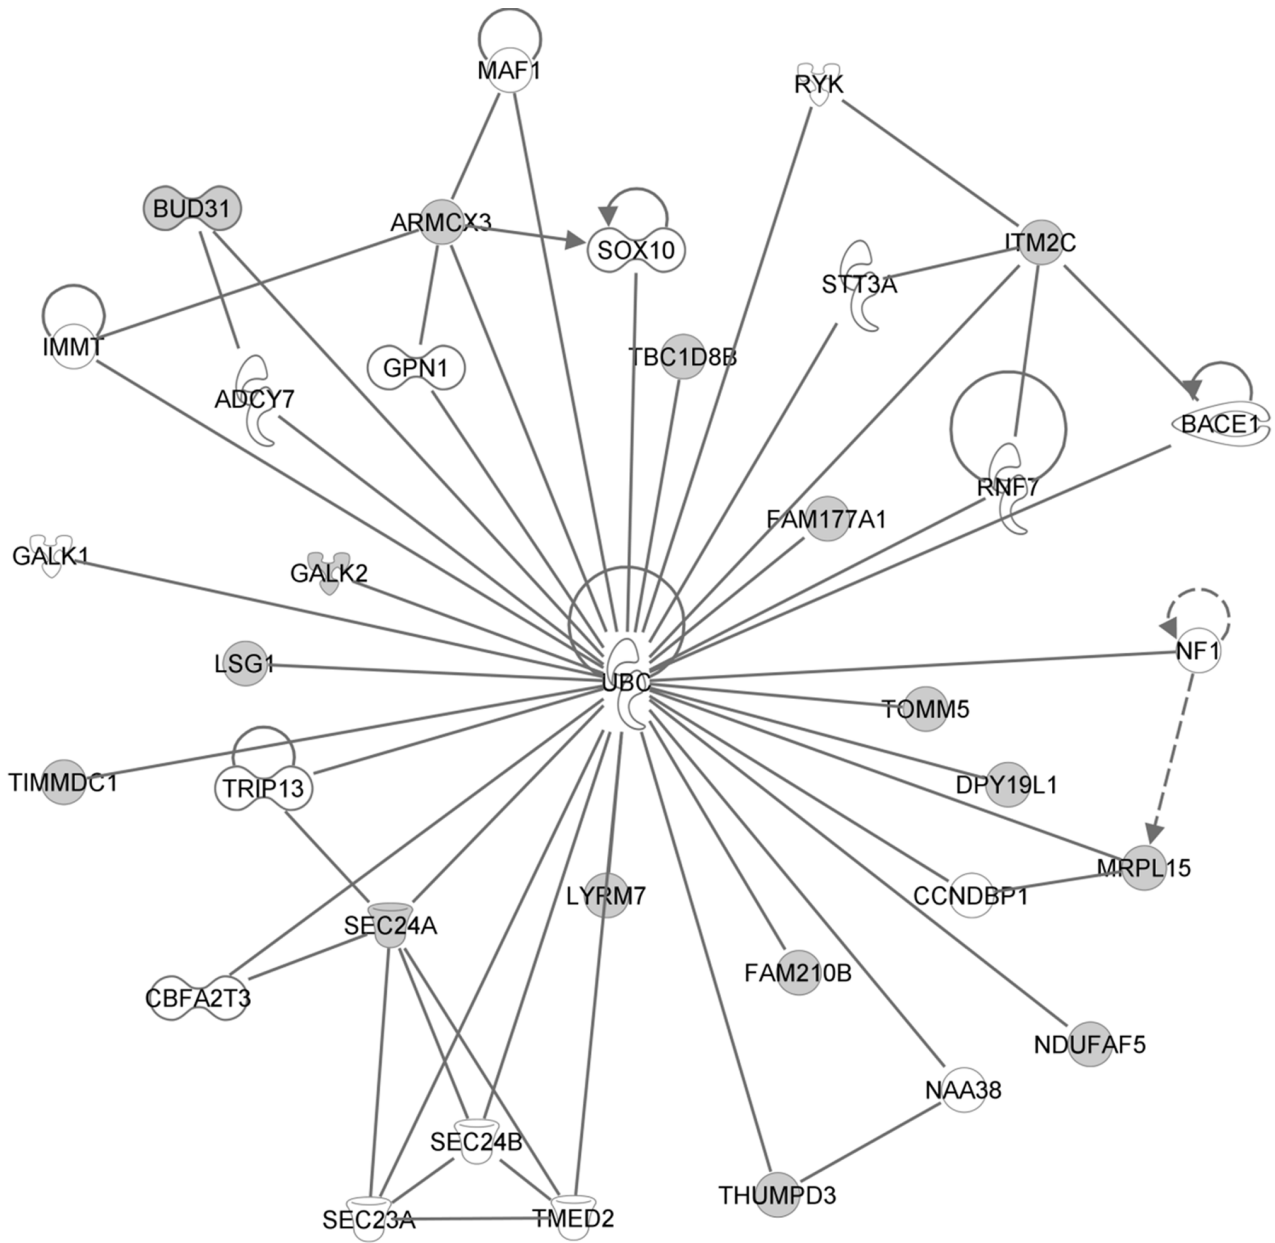 MAF1
RYK
BUD31
ARMCX3
SOX10
ITM2C
STT3A
IMMT
TBC1D8B
GPN1
ADCY7
BACE1
RNF7
FAM177A1
GALK1
GALK2
LSG1
NF1
UBC
TOMM5
TIMMDC1
TRIP13
DPY19L1
MRPL15
LYRM7
CCNDBP1
SEC24A
FAM210B
CBFA2T3
NDUFAF5
NAA38
SEC24B
THUMPD3
SEC23A
TMED2